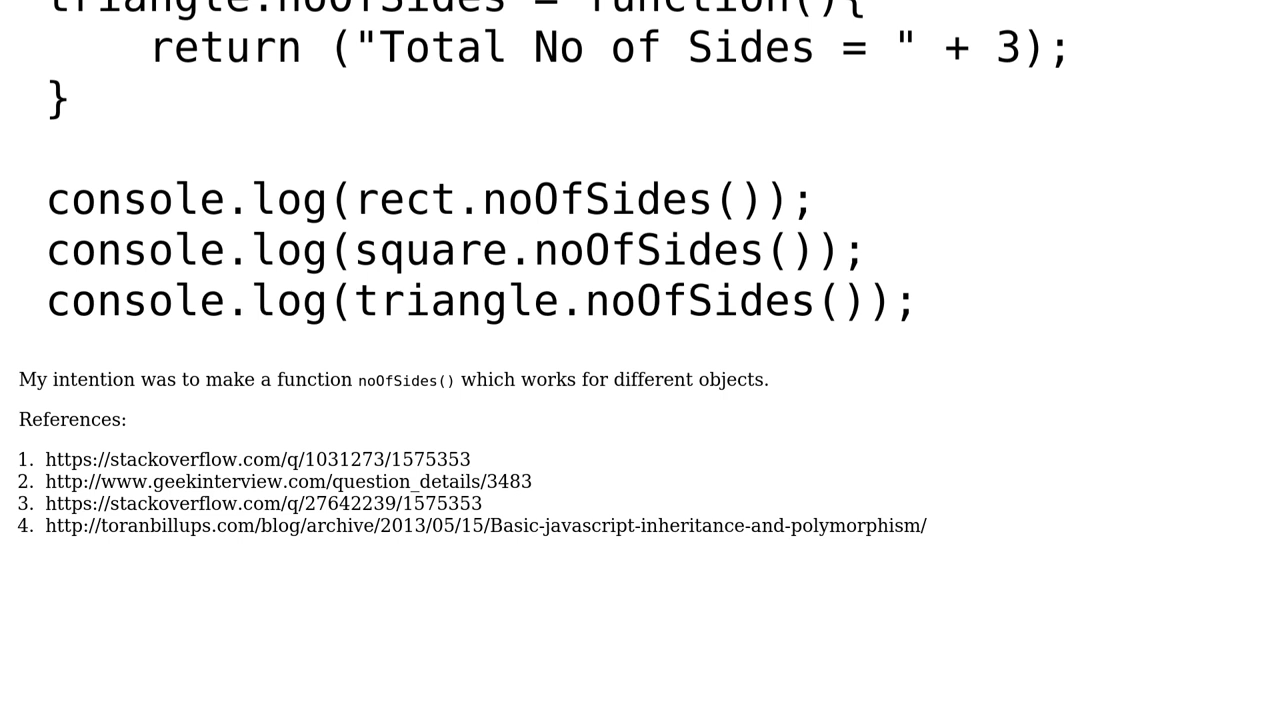 triangle.noOfSides = function(){
    return ("Total No of Sides = " + 3);
}
console.log(rect.noOfSides());
console.log(square.noOfSides());
console.log(triangle.noOfSides());
My intention was to make a function noOfSides() which works for different objects.
References:
1. https://stackoverflow.com/q/1031273/1575353
2. http://www.geekinterview.com/question_details/3483
3. https://stackoverflow.com/q/27642239/1575353
4. http://toranbillups.com/blog/archive/2013/05/15/Basic-javascript-inheritance-and-polymorphism/